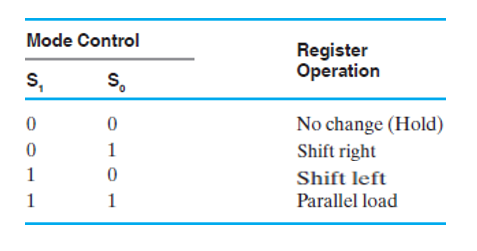 Mode Control
Register
Operation
S₁ S₀
0 0 No change (Hold)
0 1 Shift right
1 0 Shift left
1 1 Parallel load